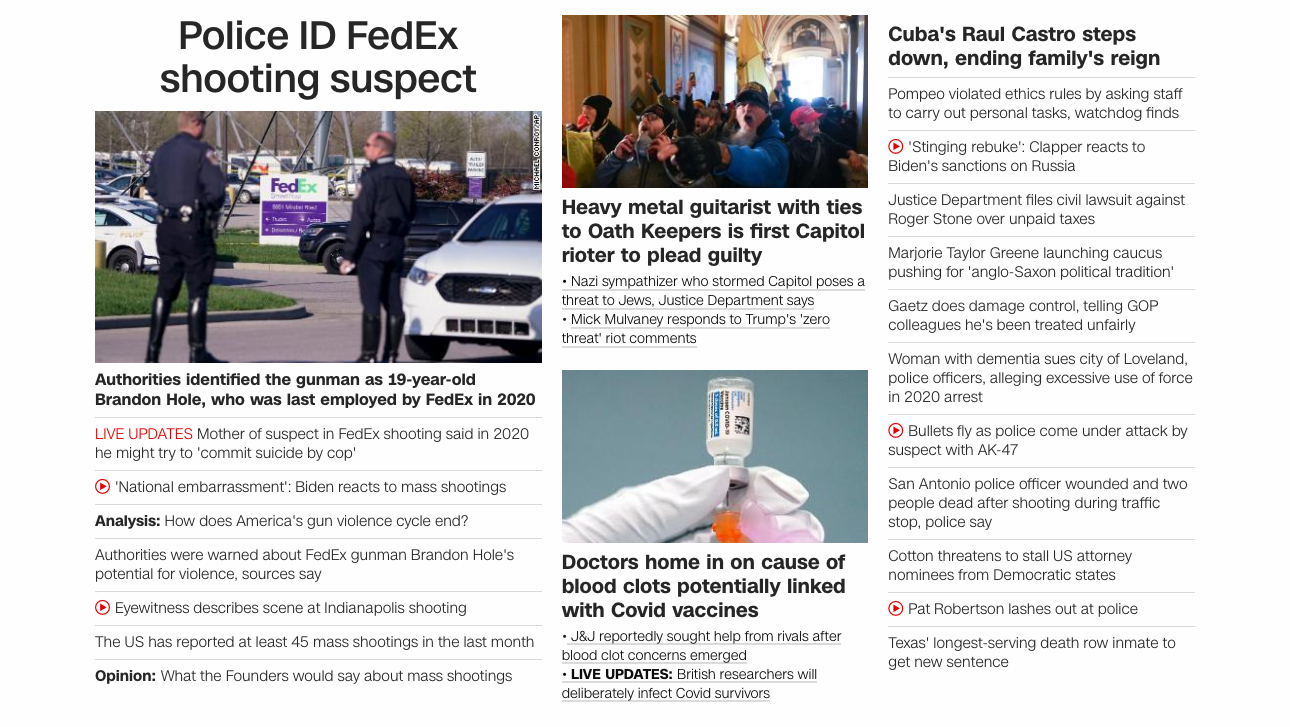 Police ID FedEx
shooting suspect
MICHAEL CONROY/AP
FedEx
POLICE
Authorities identified the gunman as 19-year-old
Brandon Hole, who was last employed by FedEx in 2020
LIVE UPDATES Mother of suspect in FedEx shooting said in 2020
he might try to 'commit suicide by cop'
'National embarrassment': Biden reacts to mass shootings
Analysis: How does America's gun violence cycle end?
Authorities were warned about FedEx gunman Brandon Hole's
potential for violence, sources say
Eyewitness describes scene at Indianapolis shooting
The US has reported at least 45 mass shootings in the last month
Opinion: What the Founders would say about mass shootings
Heavy metal guitarist with ties
to Oath Keepers is first Capitol
rioter to plead guilty
• Nazi sympathizer who stormed Capitol poses a
threat to Jews, Justice Department says
• Mick Mulvaney responds to Trump's 'zero
threat' riot comments
Doctors home in on cause of
blood clots potentially linked
with Covid vaccines
• J&J reportedly sought help from rivals after
blood clot concerns emerged
• LIVE UPDATES: British researchers will
deliberately infect Covid survivors
Cuba's Raul Castro steps
down, ending family's reign
Pompeo violated ethics rules by asking staff
to carry out personal tasks, watchdog finds
'Stinging rebuke': Clapper reacts to
Biden's sanctions on Russia
Justice Department files civil lawsuit against
Roger Stone over unpaid taxes
Marjorie Taylor Greene launching caucus
pushing for 'anglo-Saxon political tradition'
Gaetz does damage control, telling GOP
colleagues he's been treated unfairly
Woman with dementia sues city of Loveland,
police officers, alleging excessive use of force
in 2020 arrest
Bullets fly as police come under attack by
suspect with AK-47
San Antonio police officer wounded and two
people dead after shooting during traffic
stop, police say
Cotton threatens to stall US attorney
nominees from Democratic states
Pat Robertson lashes out at police
Texas' longest-serving death row inmate to
get new sentence